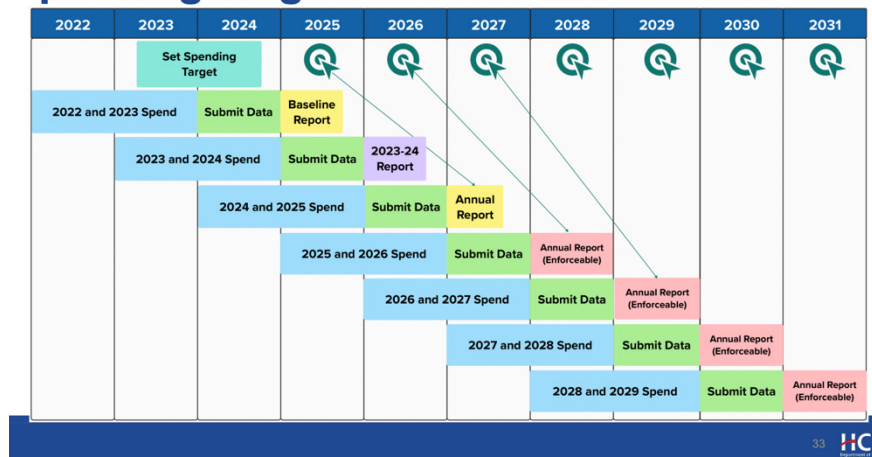 2022 2023 2024 2025 2026 2027 2028 2029 2030 2031
Set Spending
Target
2022 and 2023 Spend Submit Data Baseline
Report
2023 and 2024 Spend Submit Data 2023-24
Report
2024 and 2025 Spend Submit Data Annual
Report
2025 and 2026 Spend Submit Data Annual Report
(Enforceable)
2026 and 2027 Spend Submit Data Annual Report
(Enforceable)
2027 and 2028 Spend Submit Data Annual Report
(Enforceable)
2028 and 2029 Spend Submit Data Annual Report
(Enforceable)
33 HC
Department of